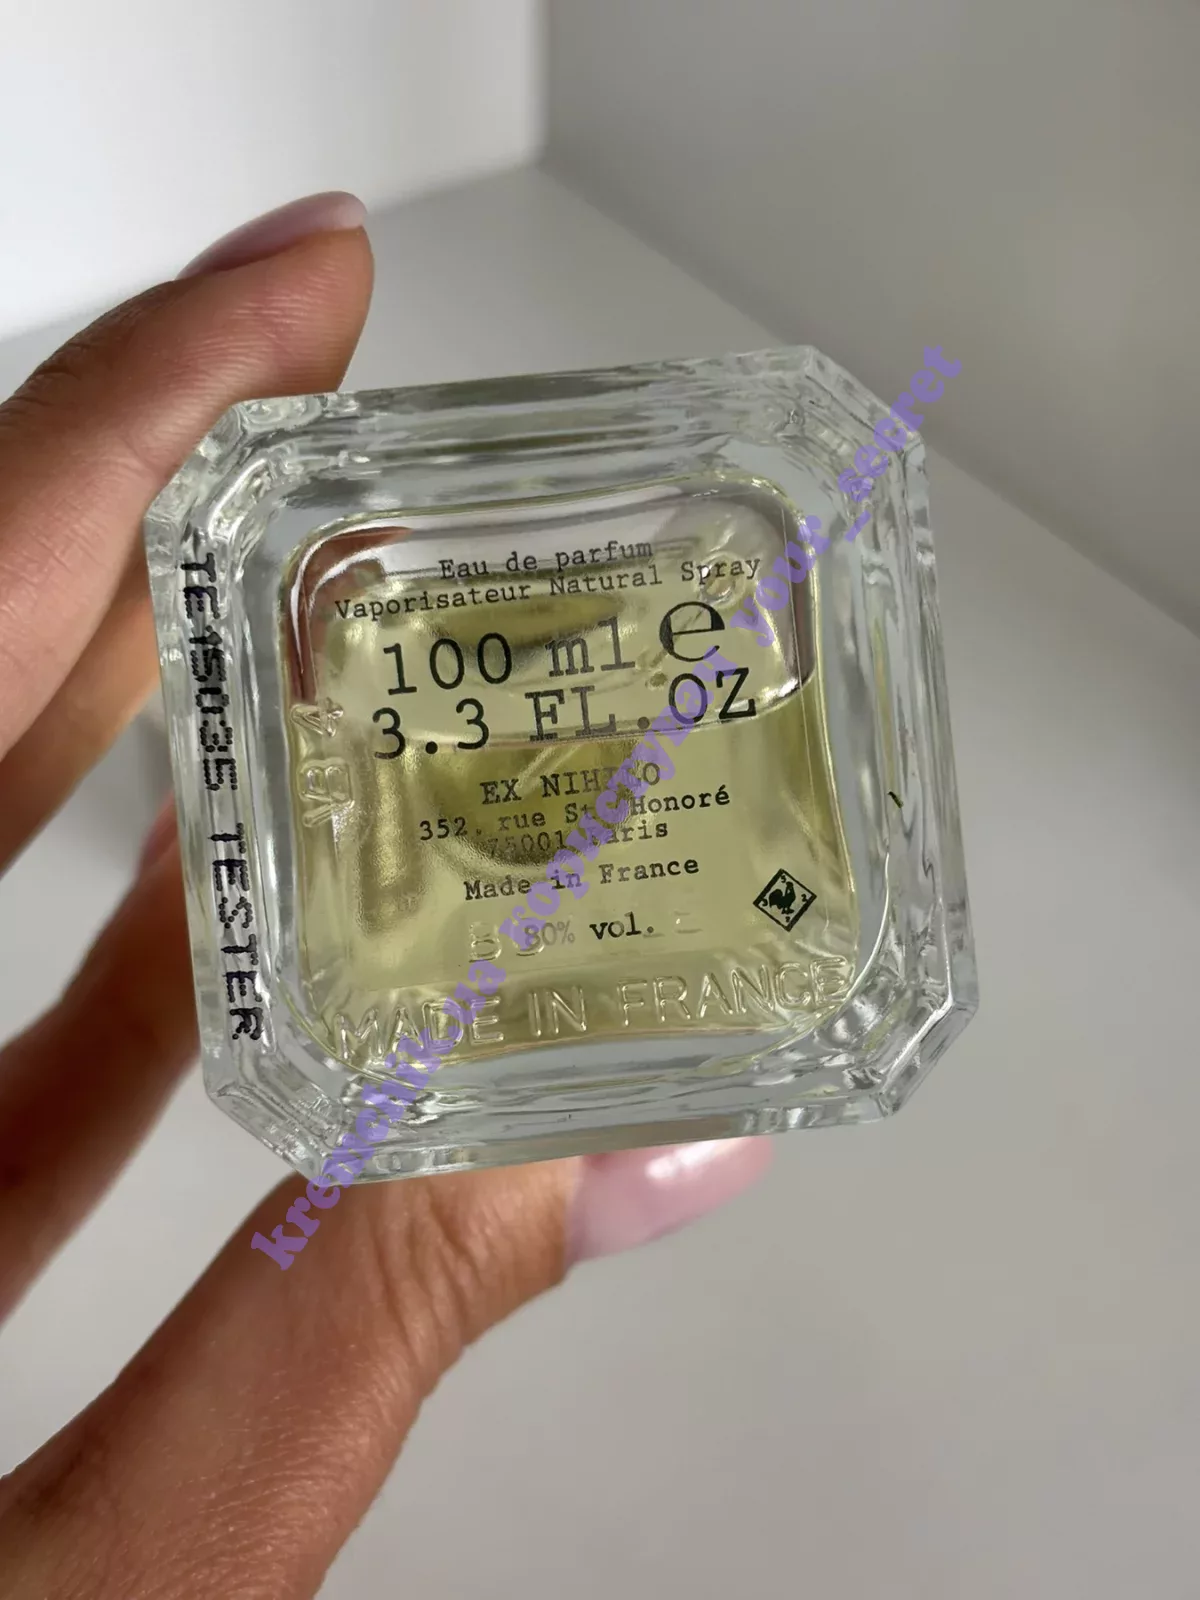 Eau de parfum
Vaporisateur Natural Spray
100 ml e
3.3 FL.OZ
EX NIHILO
352. rue St. Honoré
75001 Paris
Made in France
80% vol.
MADE IN FRANCE
TESTER
your_secret